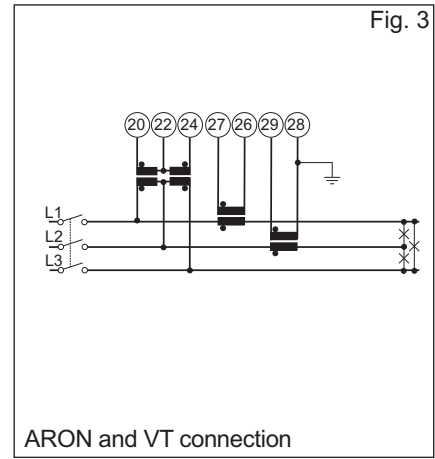 Fig. 3
20 22 24 27 26 29 28
L1
L2
L3
ARON and VT connection